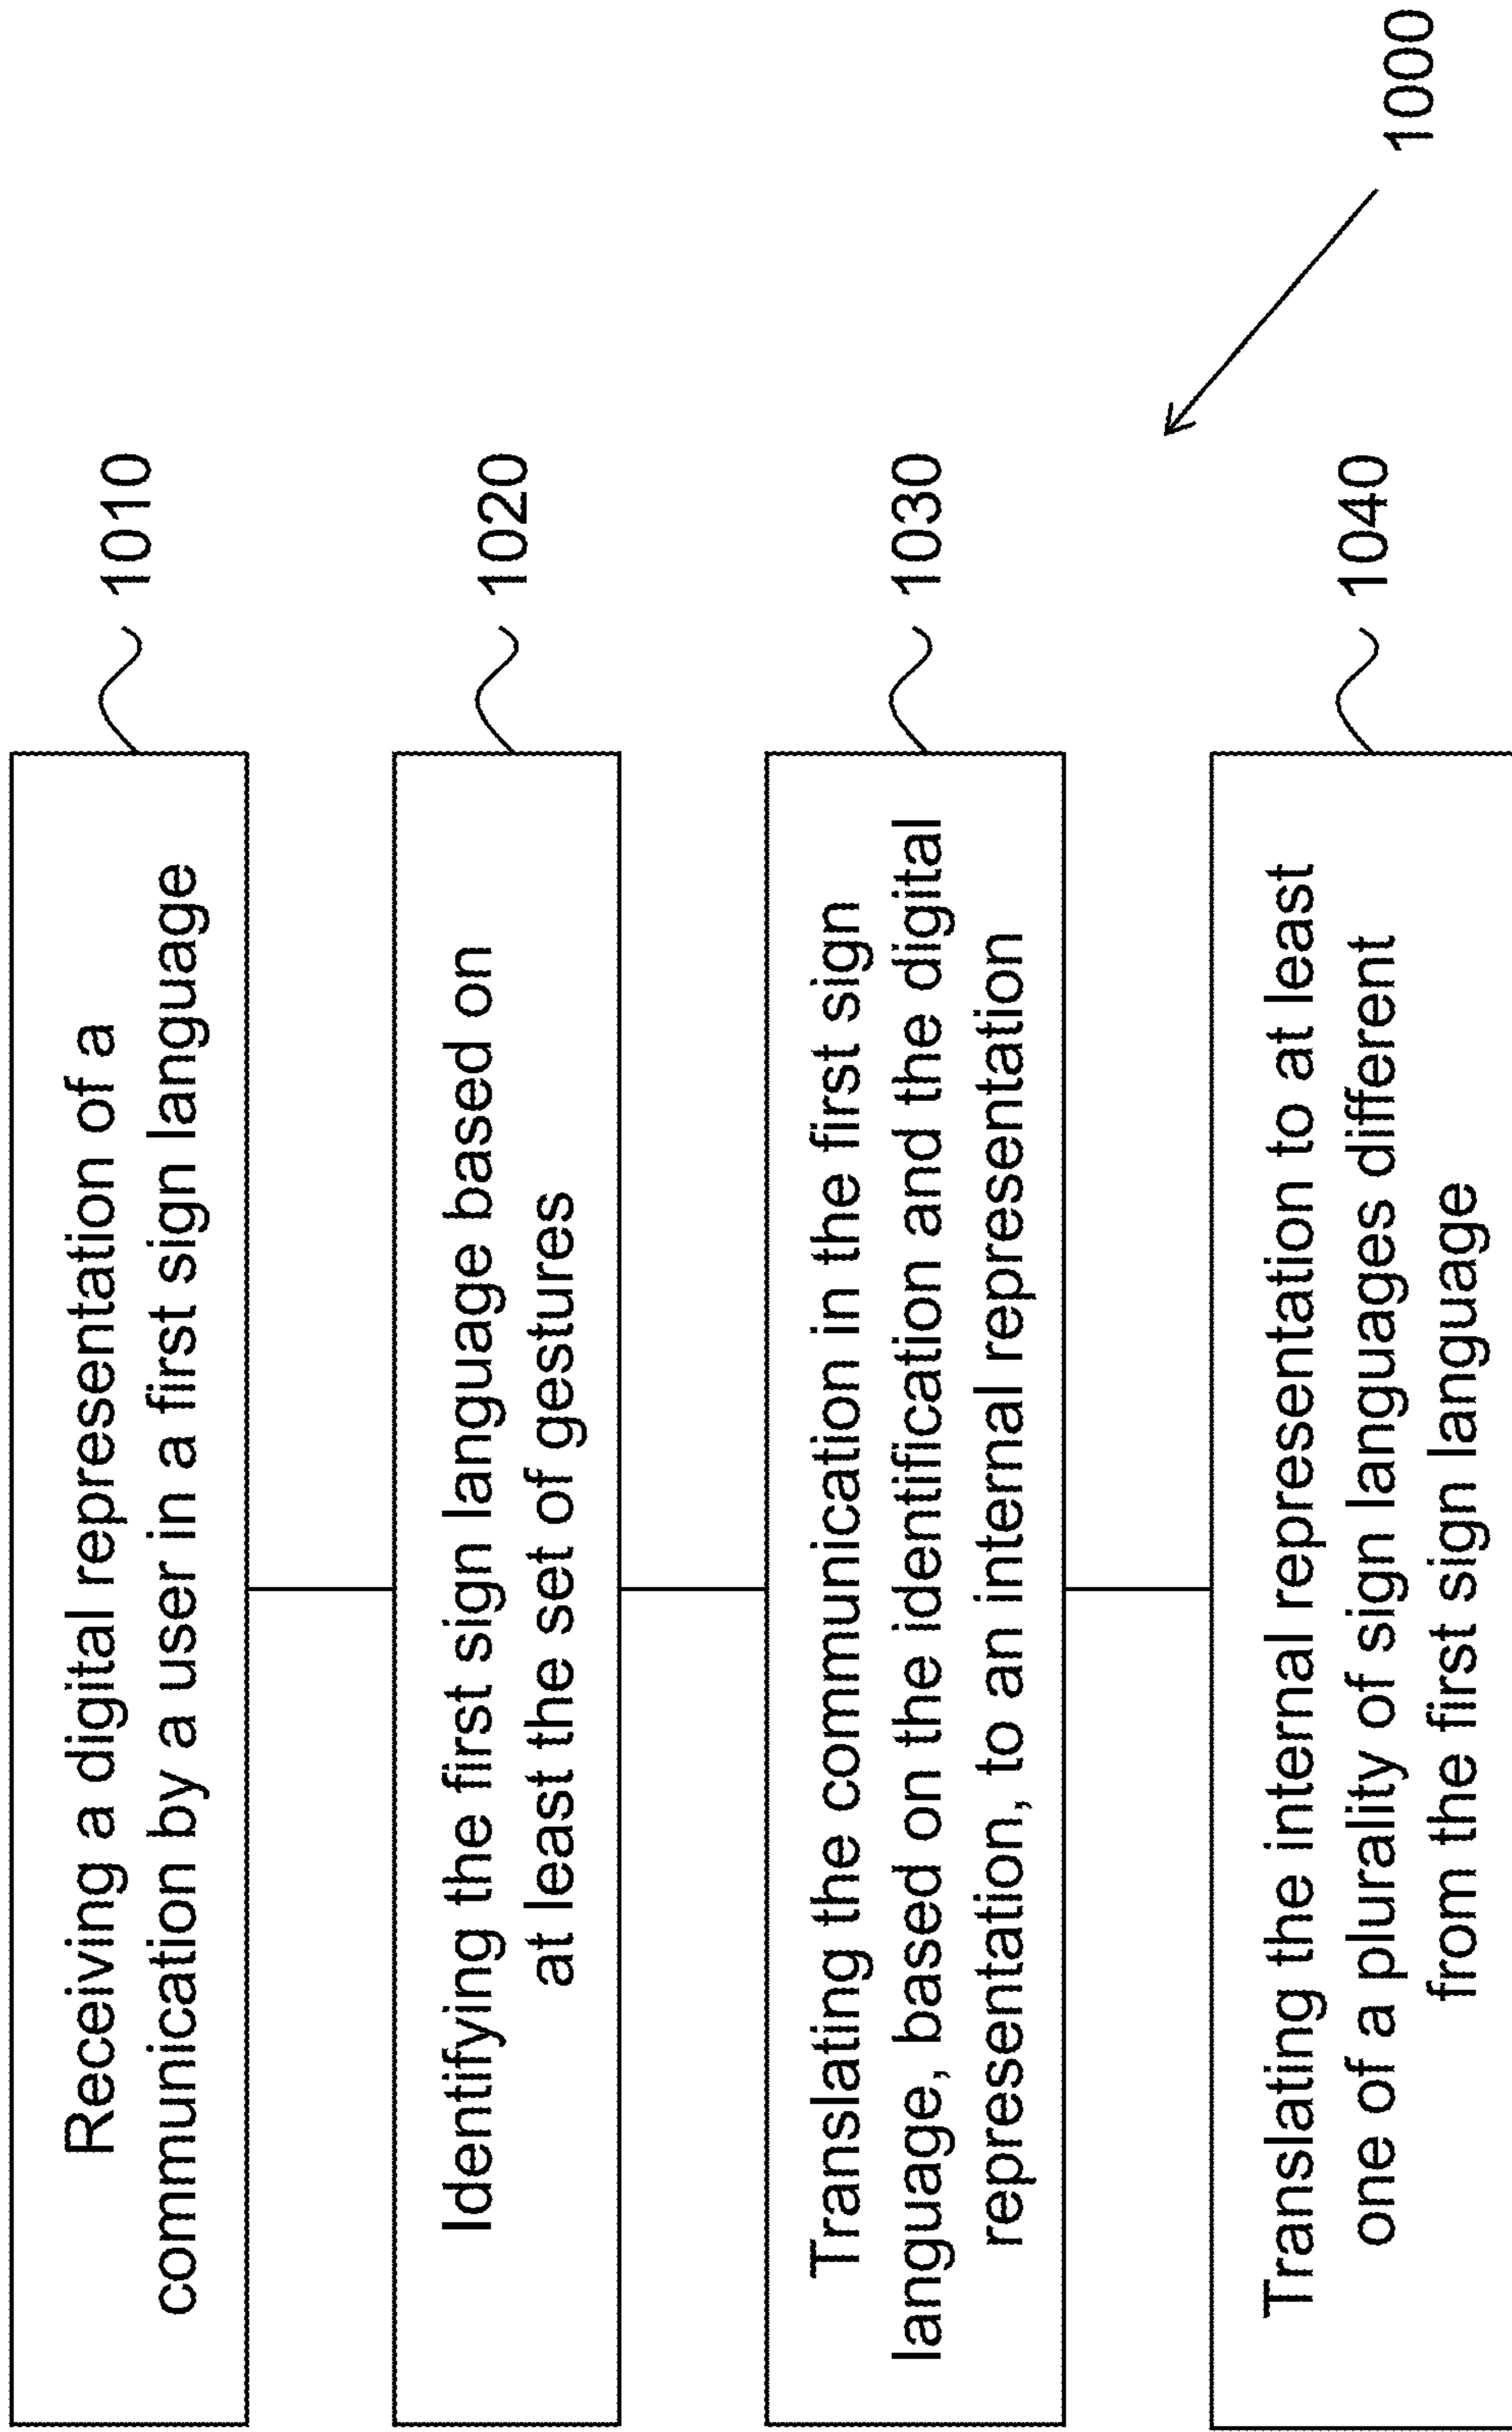 Receiving a digital representation of a
communication by a user in a first sign language
1010
Identifying the first sign language based on
at least the set of gestures
1020
Translating the communication in the first sign
language, based on the identification and the digital
representation, to an internal representation
1030
Translating the internal representation to at least
one of a plurality of sign languages different
from the first sign language
1040
1000